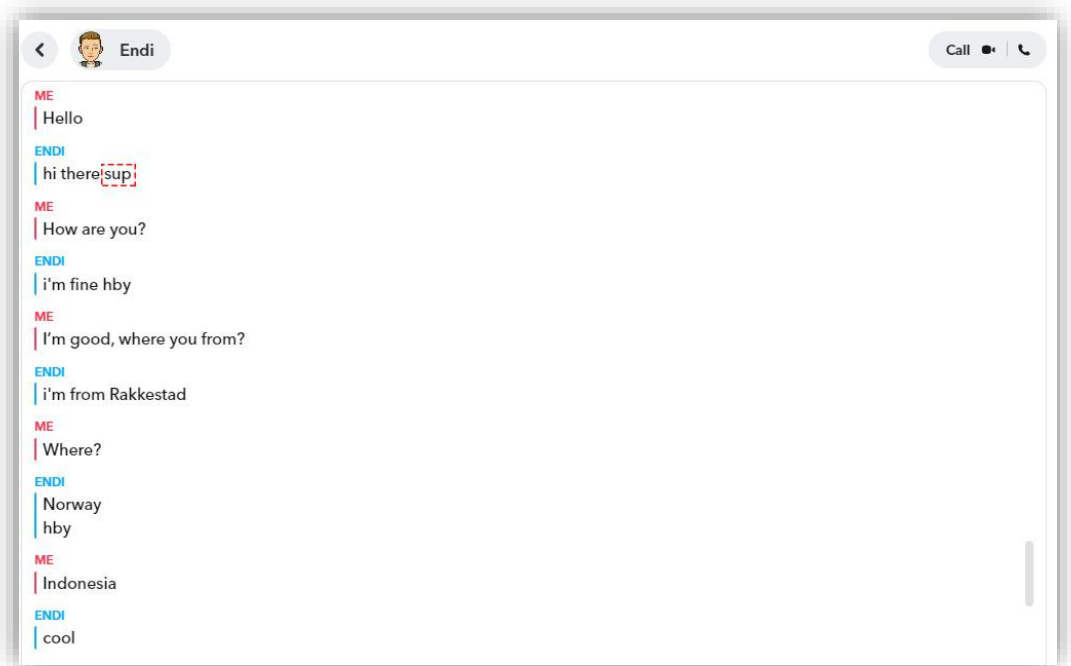 Endi
Call
ME
Hello
ENDI
hi there sup
ME
How are you?
ENDI
i'm fine hby
ME
I'm good, where you from?
ENDI
i'm from Rakkestad
ME
Where?
ENDI
Norway
hby
ME
Indonesia
ENDI
cool